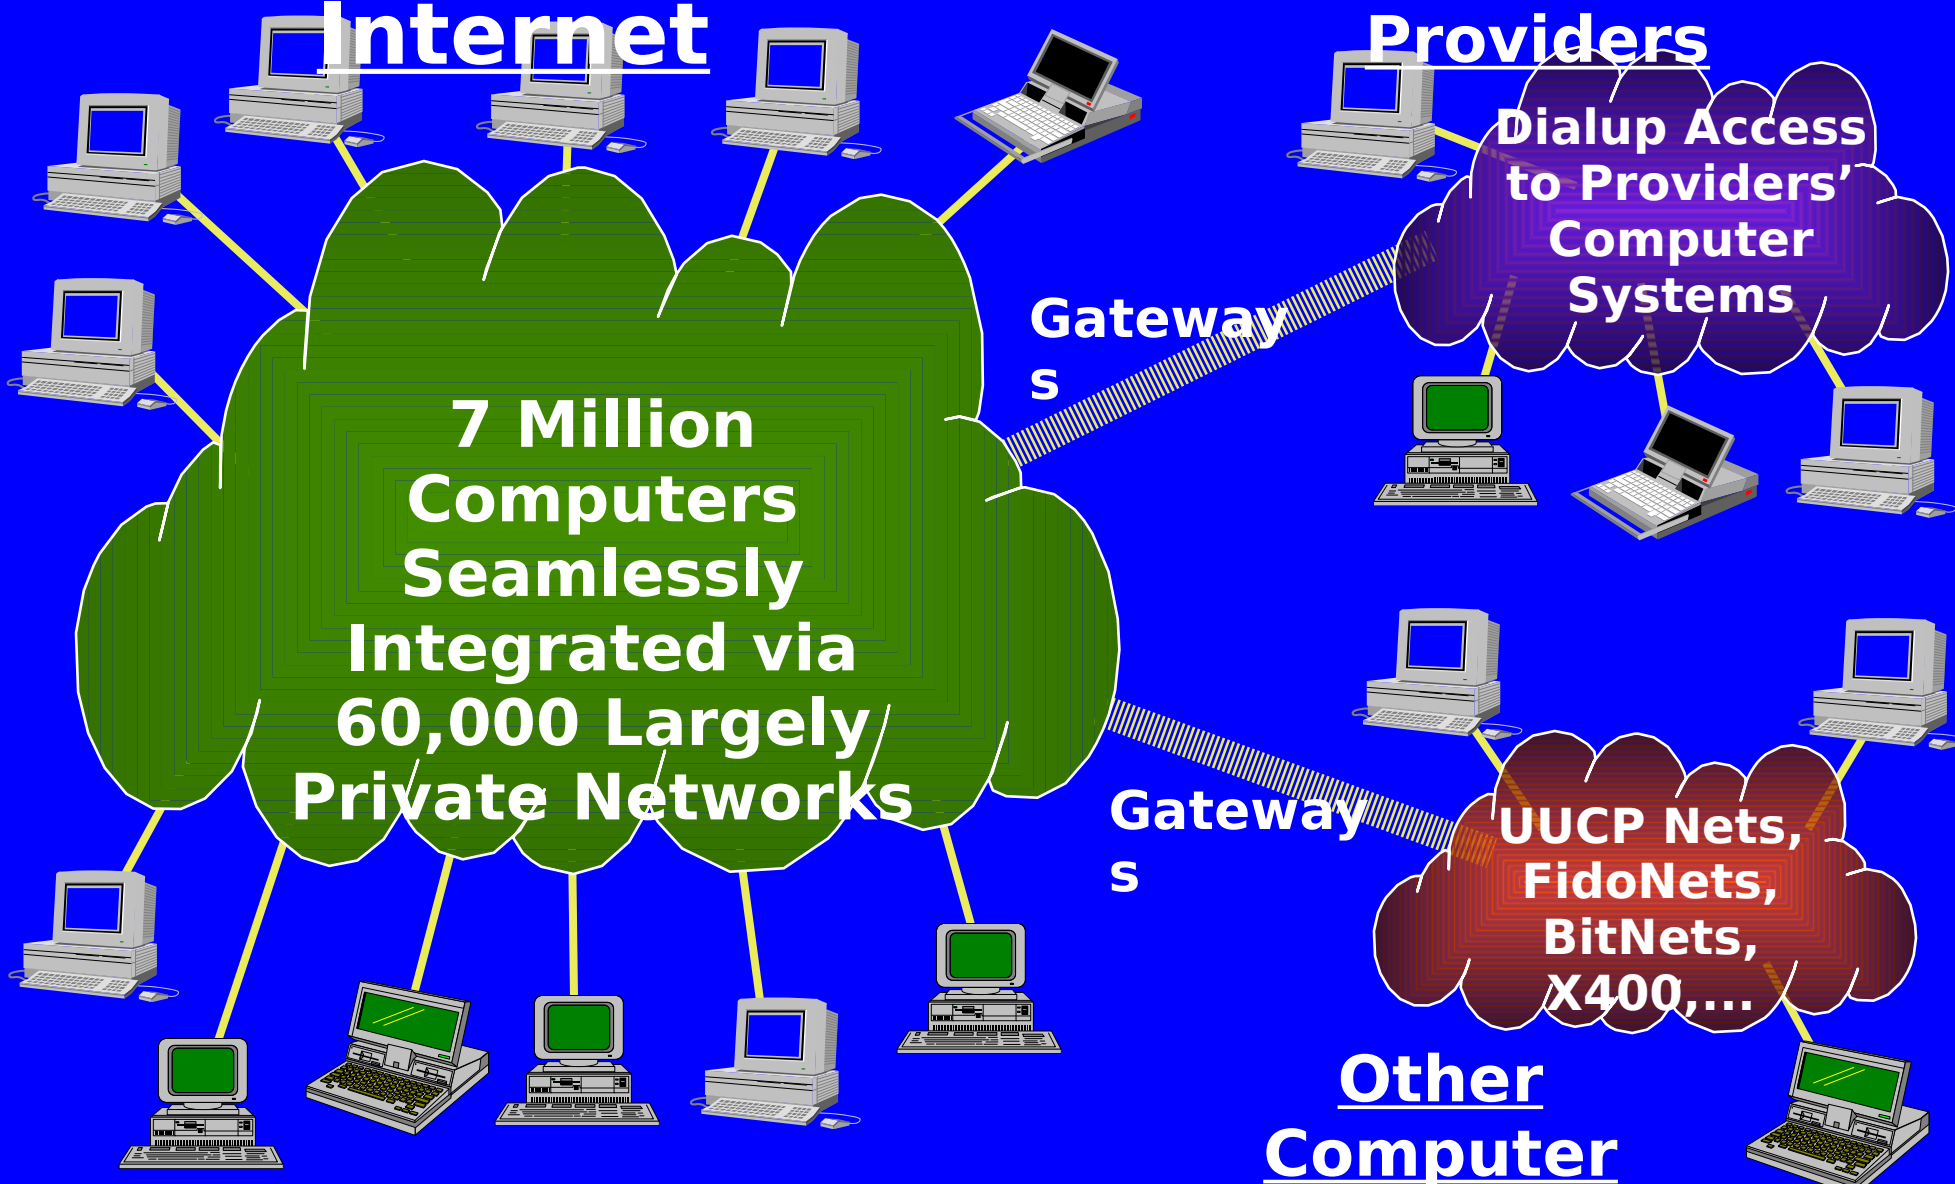 Internet
7 Million
Computers
Seamlessly
Integrated via
60,000 Largely
Private Networks
Gateway
s
Providers
Dialup Access
to Providers’
Computer
Systems
Gateway
s
UUCP Nets,
FidoNets,
BitNets,
X400,...
Other
Computer